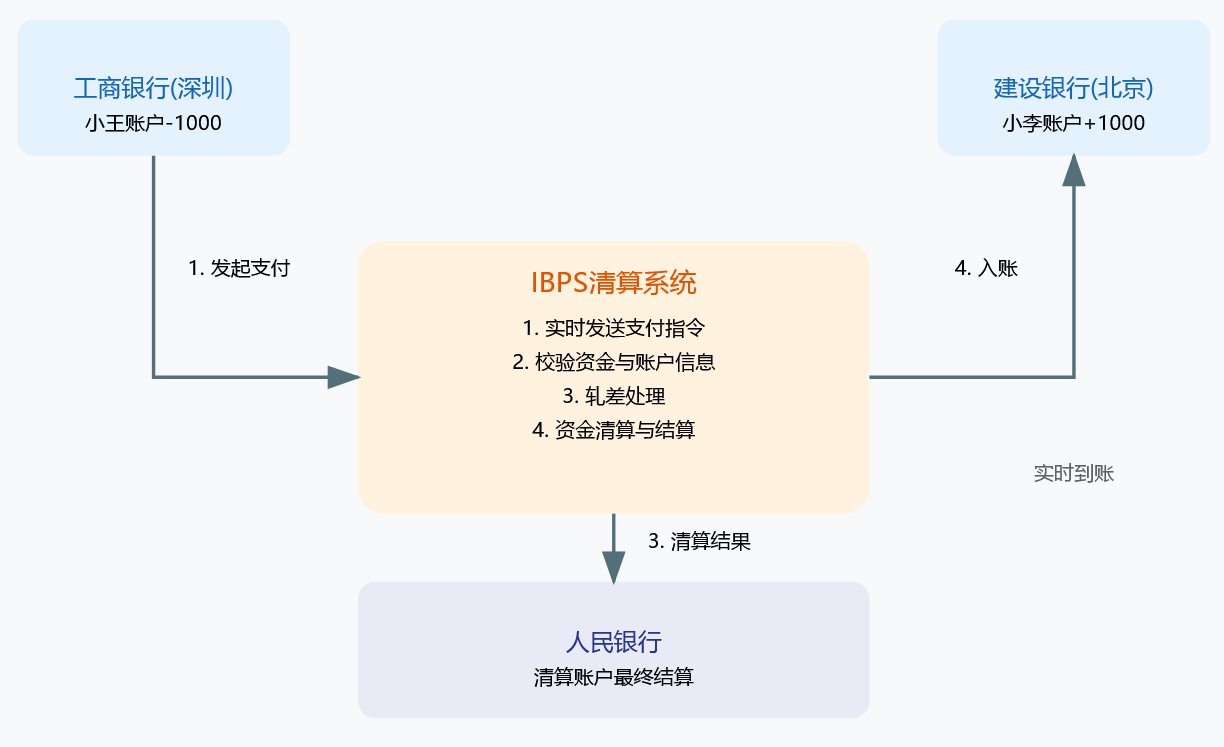 工商银行(深圳)
小王账户-1000
建设银行(北京)
小李账户+1000
1. 发起支付
4. 入账
IBPS清算系统
1. 实时发送支付指令
2. 校验资金与账户信息
3. 轧差处理
4. 资金清算与结算
实时到账
3. 清算结果
人民银行
清算账户最终结算